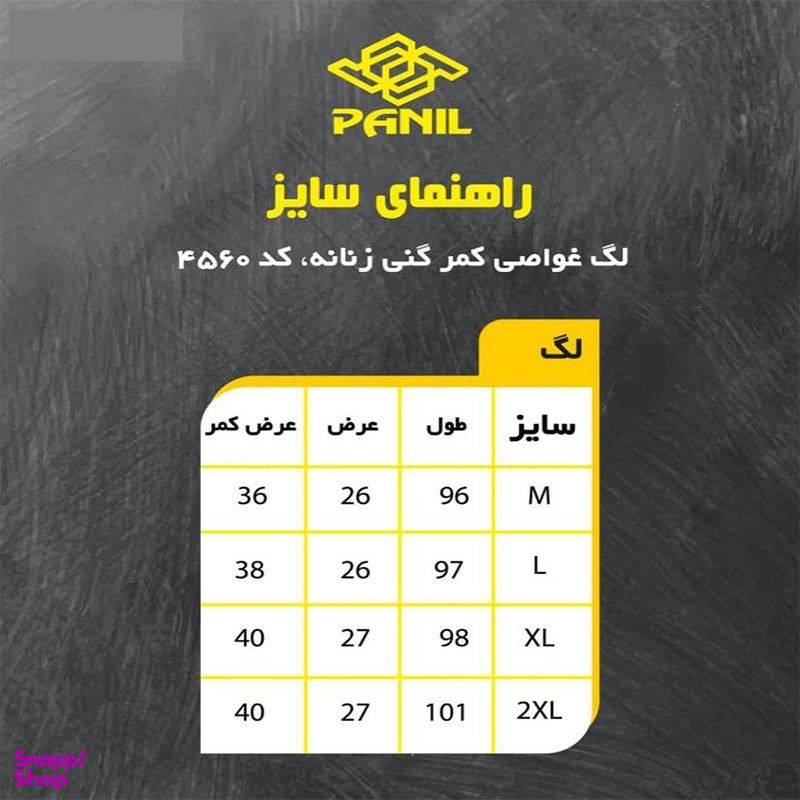 PANIL
راهنمای سایز
لگ غواصی کمر گنی زنانه، کد ۴۵۶۰
لگ
سایز طول عرض عرض کمر
M 96 26 36
L 97 26 38
XL 98 27 40
2XL 101 27 40
Snapp!
Shop